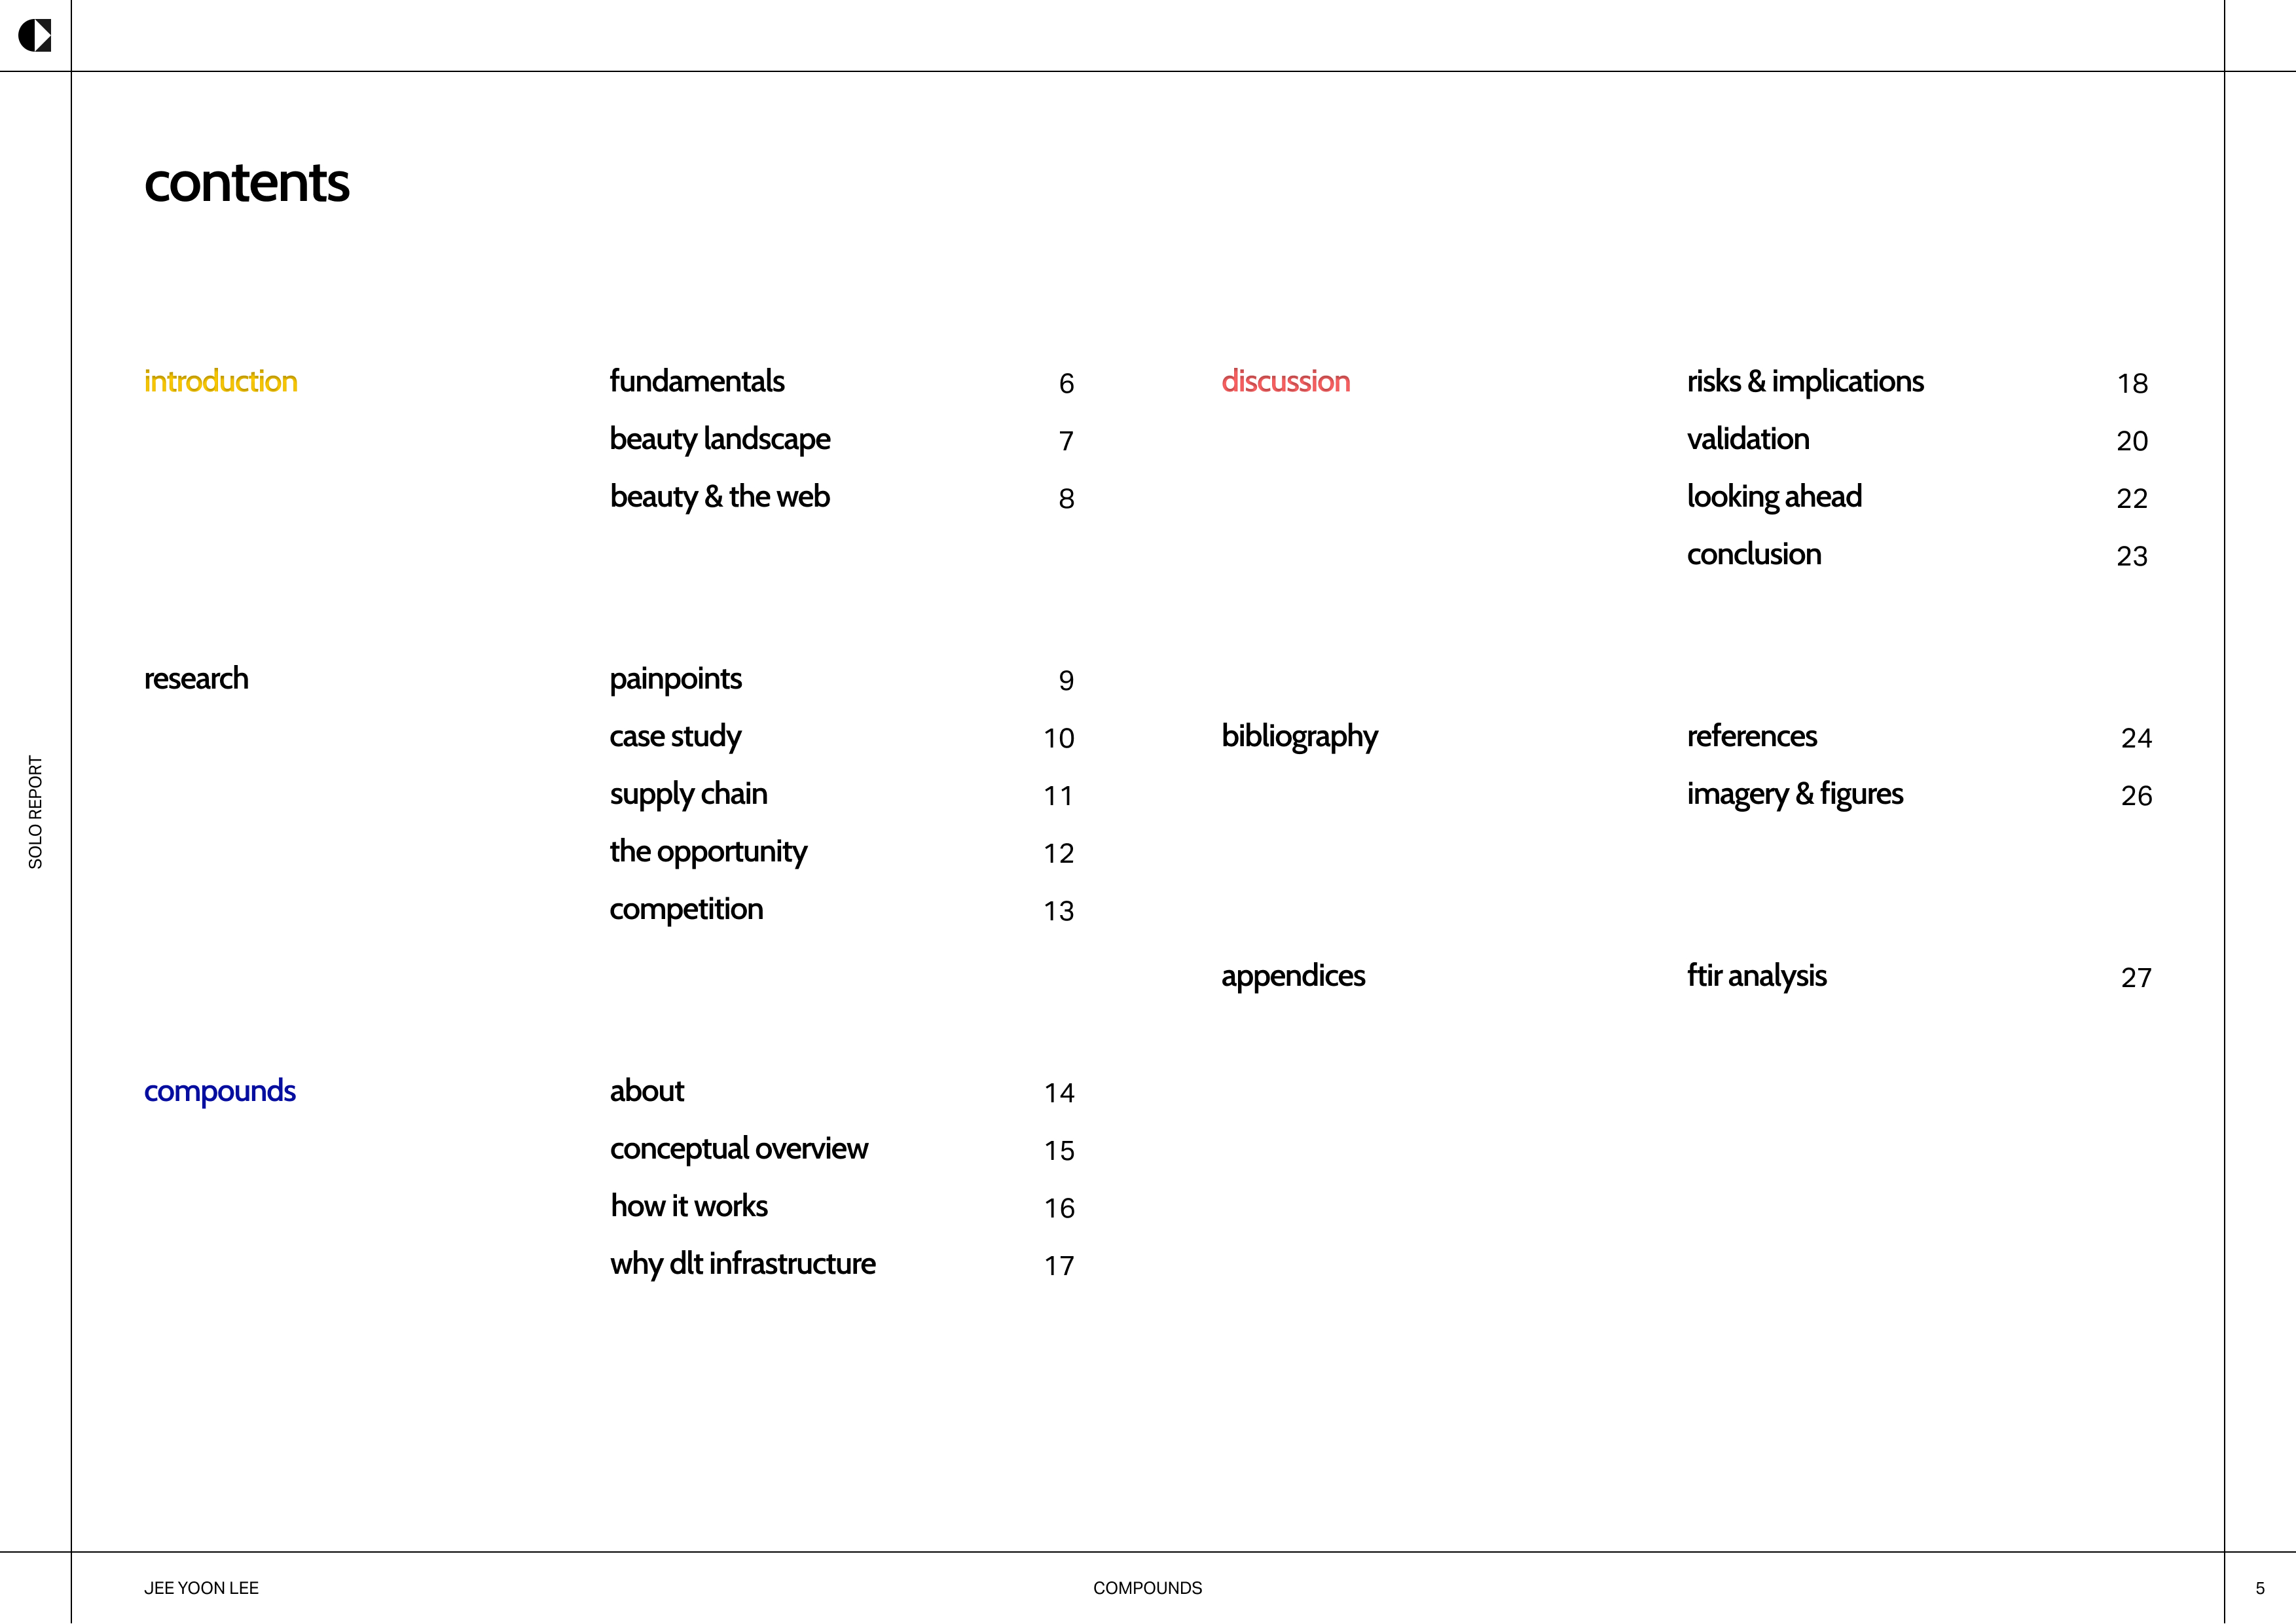 contents
introduction
fundamentals 6
beauty landscape 7
beauty & the web 8
research
painpoints 9
case study 10
supply chain 11
the opportunity 12
competition 13
compounds
about 14
conceptual overview 15
how it works 16
why dlt infrastructure 17
discussion
risks & implications 18
validation 20
looking ahead 22
conclusion 23
bibliography
references 24
imagery & figures 26
appendices
ftir analysis 27
SOLO REPORT
JEE YOON LEE
COMPOUNDS
5